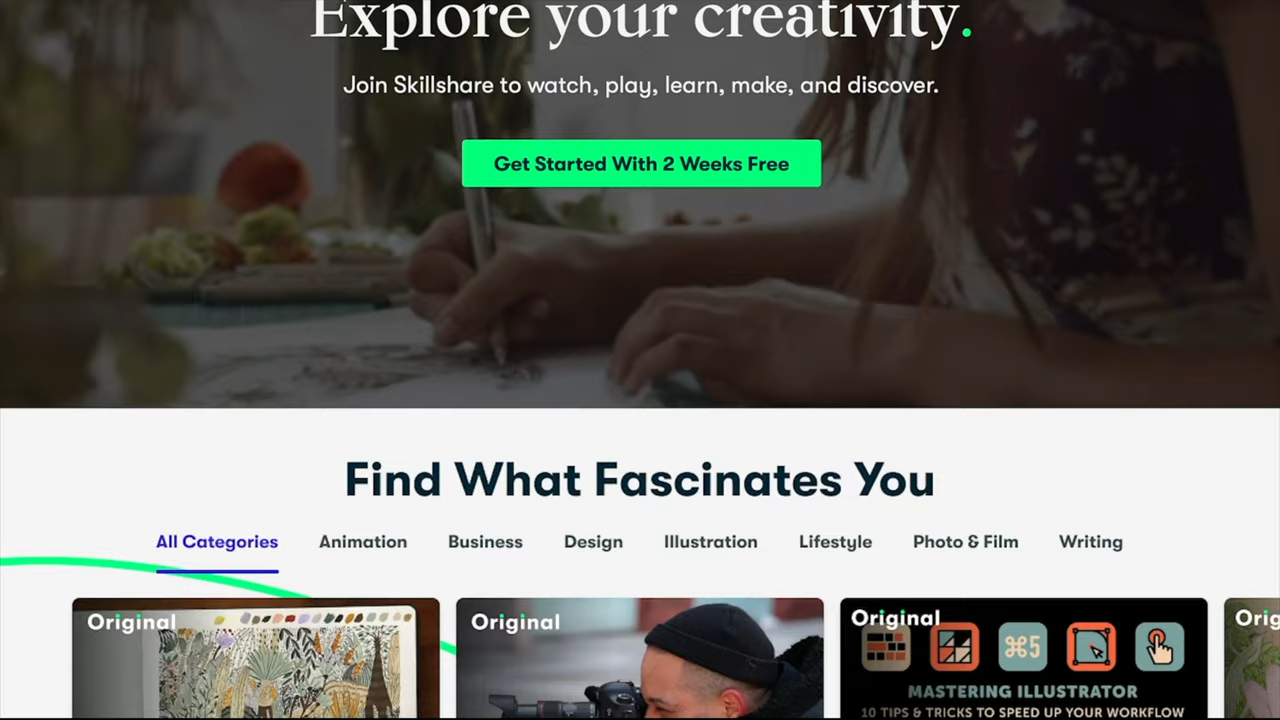 Explore your creativity.
Join Skillshare to watch, play, learn, make, and discover.
Get Started With 2 Weeks Free
Find What Fascinates You
All Categories Animation Business Design Illustration Lifestyle Photo & Film Writing
Original Original Original Orig
⌘5
MASTERING ILLUSTRATOR
10 TIPS & TRICKS TO SPEED UP YOUR WORKFLOW